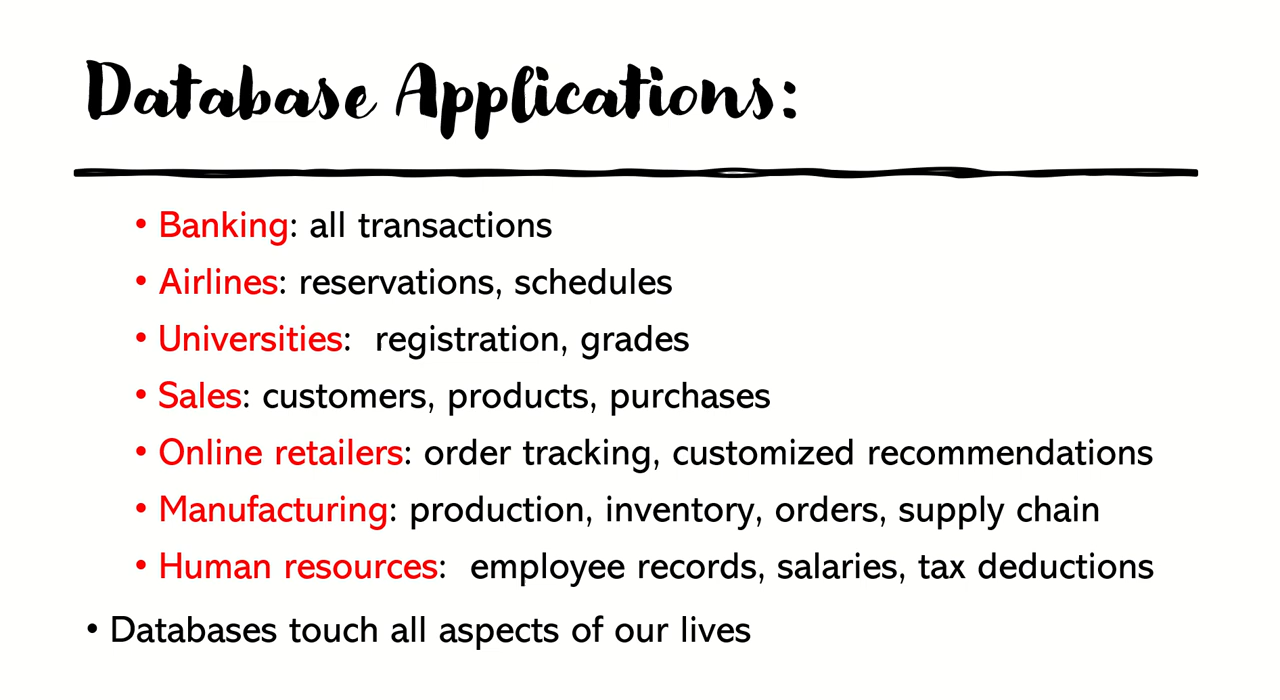 Database Applications:
• Banking: all transactions
• Airlines: reservations, schedules
• Universities:  registration, grades
• Sales: customers, products, purchases
• Online retailers: order tracking, customized recommendations
• Manufacturing: production, inventory, orders, supply chain
• Human resources:  employee records, salaries, tax deductions
• Databases touch all aspects of our lives